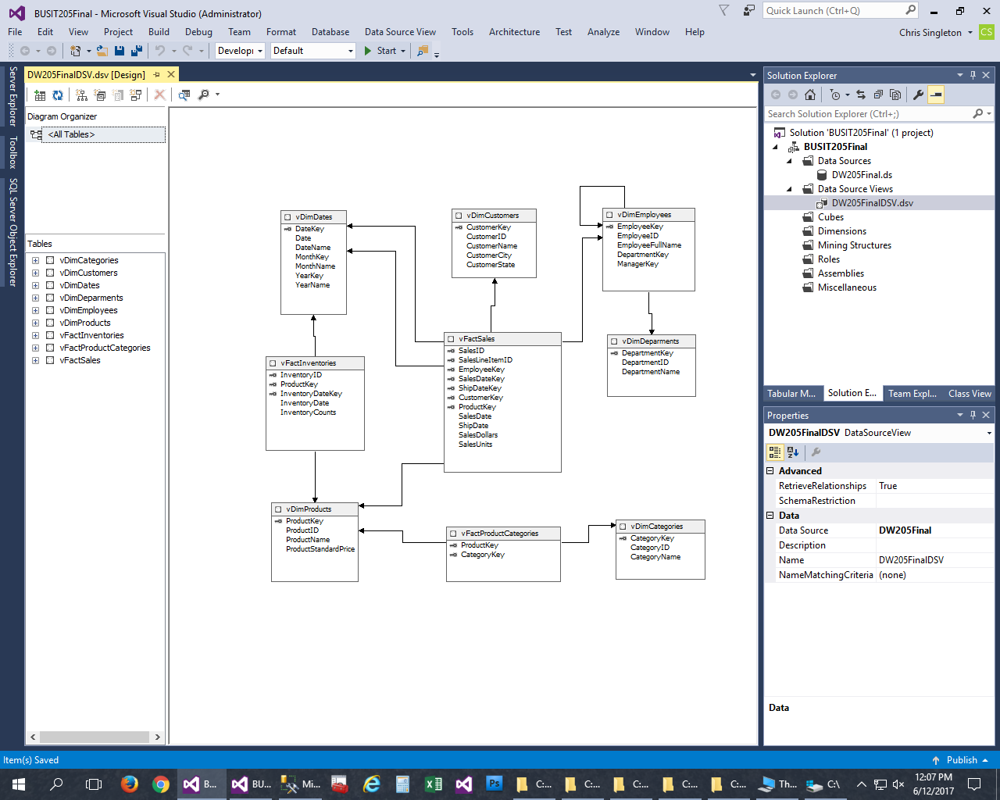 BUSIT205Final - Microsoft Visual Studio (Administrator)
Quick Launch (Ctrl+Q)
File Edit View Project Build Debug Team Format Database Data Source View Tools Architecture Test Analyze Window Help
Chris Singleton
CS
Develop Default Start
Server Explorer
Toolbox
SQL Server Object Explorer
DW205FinalDSV.dsv [Design]
Diagram Organizer
<All Tables>
Tables
vDimCategories
vDimCustomers
vDimDates
vDimDeparments
vDimEmployees
vDimProducts
vFactInventories
vFactProductCategories
vFactSales
vDimDates
DateKey
Date
DateName
MonthKey
MonthName
YearKey
YearName
vDimCustomers
CustomerKey
CustomerID
CustomerName
CustomerCity
CustomerState
vDimEmployees
EmployeeKey
EmployeeID
EmployeeFullName
DepartmentKey
ManagerKey
vFactInventories
InventoryID
ProductKey
InventoryDateKey
InventoryDate
InventoryCounts
vFactSales
SalesID
SalesLineItemID
EmployeeKey
SalesDateKey
ShipDateKey
CustomerKey
ProductKey
SalesDate
ShipDate
SalesDollars
SalesUnits
vDimDeparments
DepartmentKey
DepartmentID
DepartmentName
vDimProducts
ProductKey
ProductID
ProductName
ProductStandardPrice
vFactProductCategories
ProductKey
CategoryKey
vDimCategories
CategoryKey
CategoryID
CategoryName
Solution Explorer
Search Solution Explorer (Ctrl+;)
Solution 'BUSIT205Final' (1 project)
BUSIT205Final
Data Sources
DW205Final.ds
Data Source Views
DW205FinalDSV.dsv
Cubes
Dimensions
Mining Structures
Roles
Assemblies
Miscellaneous
Tabular M... Solution E... Team Expl... Class View
Properties
DW205FinalDSV DataSourceView
Advanced
RetrieveRelationships True
SchemaRestriction
Data
Data Source DW205Final
Description
Name DW205FinalDSV
NameMatchingCriteria (none)
Data
Item(s) Saved
Publish
B... BU... Mi... Ps C:... C:... C:... C:... C:... Th... C:\
12:07 PM
6/12/2017